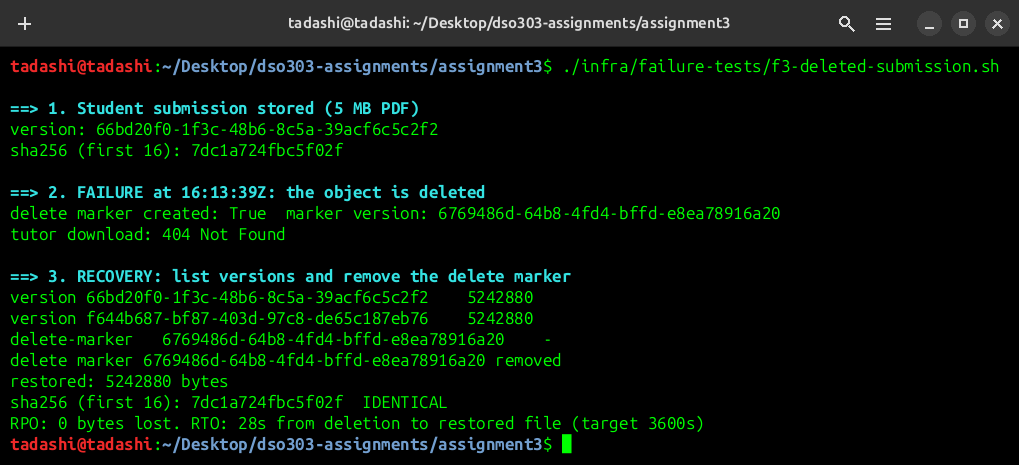 tadashi@tadashi: ~/Desktop/dso303-assignments/assignment3
tadashi@tadashi:~/Desktop/dso303-assignments/assignment3$ ./infra/failure-tests/f3-deleted-submission.sh
==> 1. Student submission stored (5 MB PDF)
version: 66bd20f0-1f3c-48b6-8c5a-39acf6c5c2f2
sha256 (first 16): 7dc1a724fbc5f02f
==> 2. FAILURE at 16:13:39Z: the object is deleted
delete marker created: True  marker version: 6769486d-64b8-4fd4-bffd-e8ea78916a20
tutor download: 404 Not Found
==> 3. RECOVERY: list versions and remove the delete marker
version 66bd20f0-1f3c-48b6-8c5a-39acf6c5c2f2    5242880
version f644b687-bf87-403d-97c8-de65c187eb76    5242880
delete-marker   6769486d-64b8-4fd4-bffd-e8ea78916a20    -
delete marker 6769486d-64b8-4fd4-bffd-e8ea78916a20 removed
restored: 5242880 bytes
sha256 (first 16): 7dc1a724fbc5f02f  IDENTICAL
RPO: 0 bytes lost. RTO: 28s from deletion to restored file (target 3600s)
tadashi@tadashi:~/Desktop/dso303-assignments/assignment3$